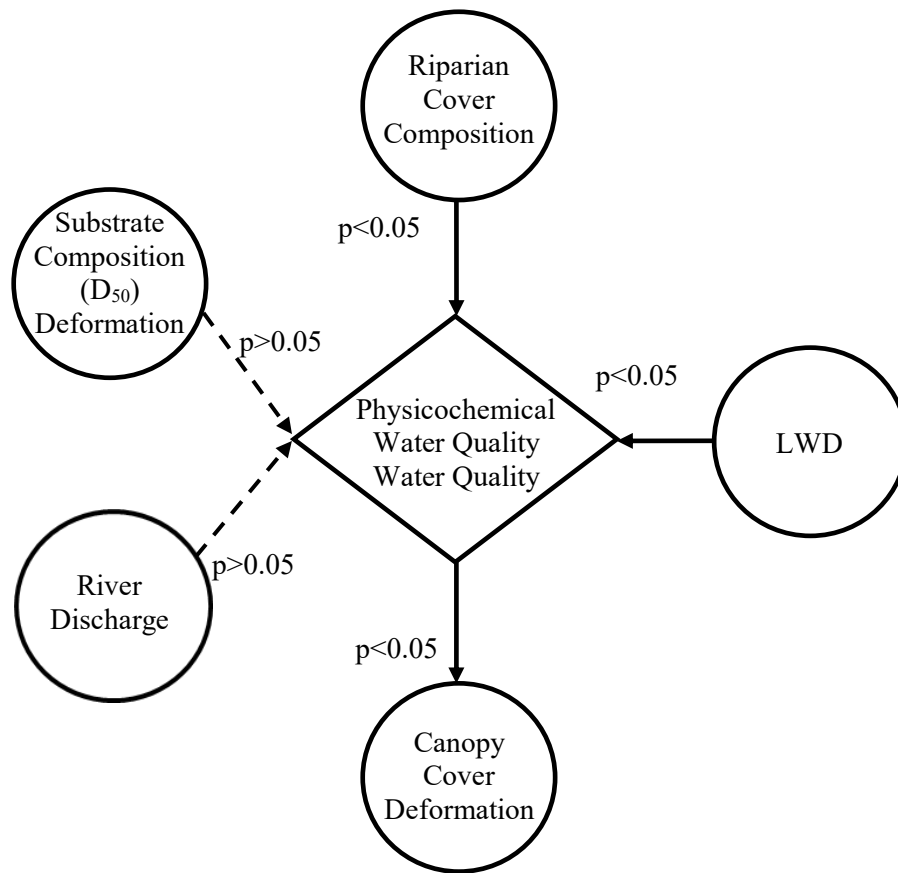 Riparian
Cover
Composition
p<0.05
Substrate
Composition
(D₅₀)
Deformation
p>0.05
p<0.05
Physicochemical
Water Quality
Water Quality
LWD
River
Discharge
p>0.05
p<0.05
Canopy
Cover
Deformation